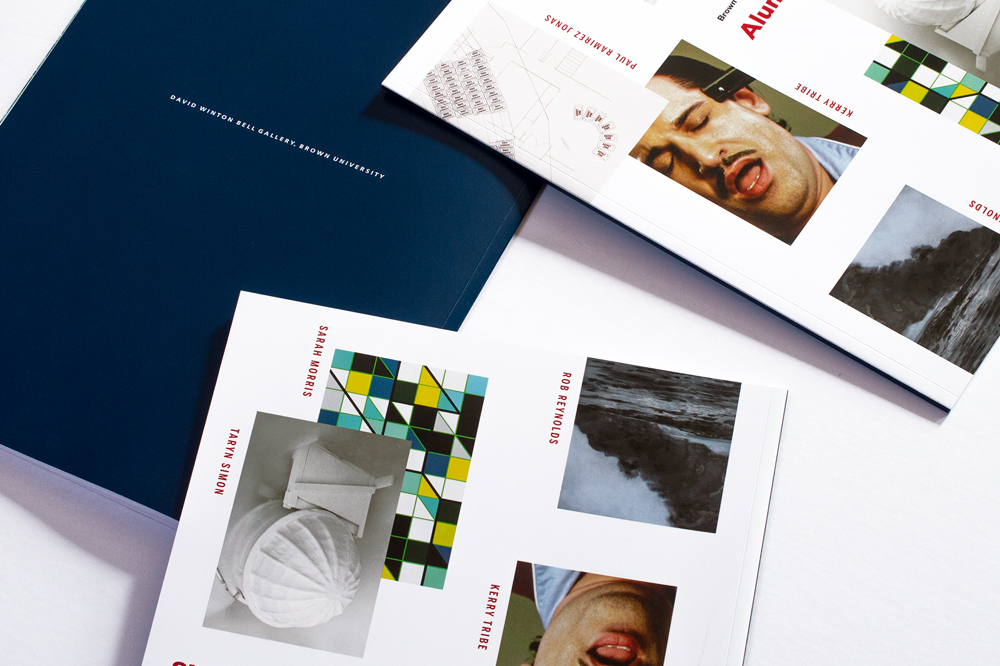 DAVID WINTON BELL GALLERY, BROWN UNIVERSITY
PAUL RAMIREZ JONAS
Brown
Alum
KERRY TRIBE
NOLDS
SARAH MORRIS
TARYN SIMON
ROB REYNOLDS
KERRY TRIBE